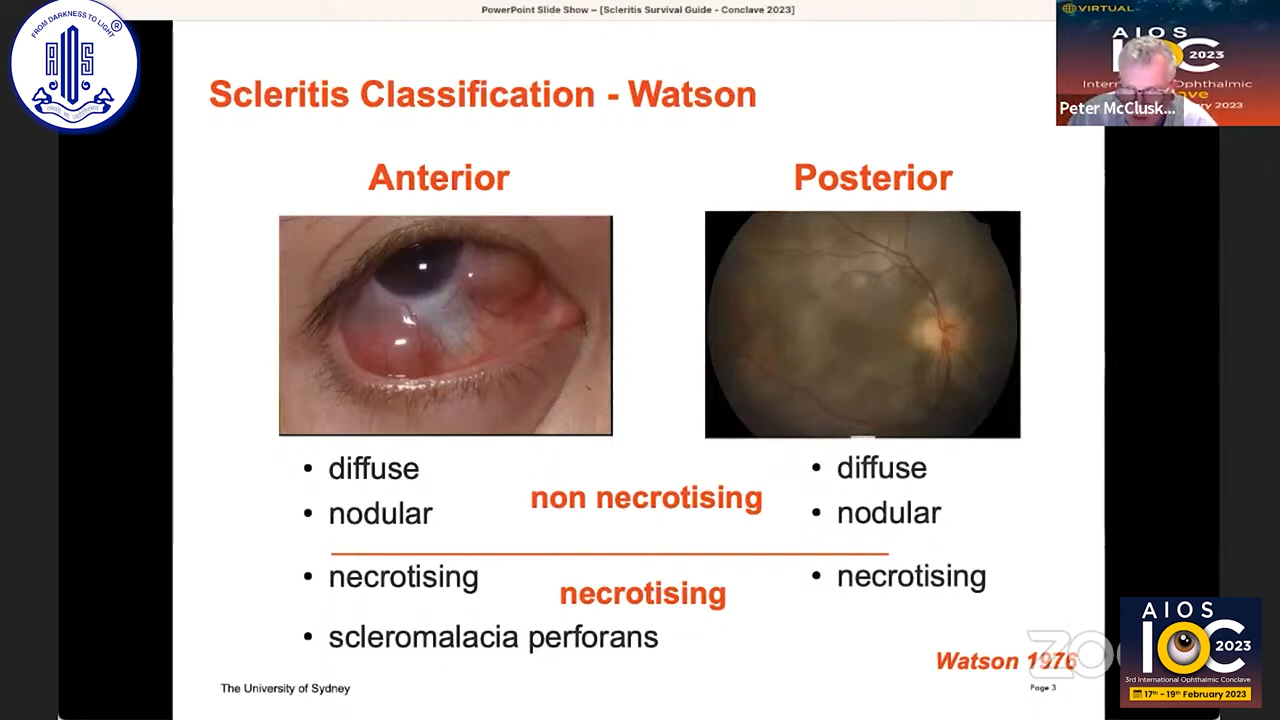 PowerPoint Slide Show – [Scleritis Survival Guide - Conclave 2023]
FROM DARKNESS TO LIGHT
®
AIOS
VIRTUAL
AIOS
2023
Peter McClusk...
Scleritis Classification - Watson
Anterior
Posterior
• diffuse
• nodular
non necrotising
• diffuse
• nodular
• necrotising
• scleromalacia perforans
necrotising
• necrotising
Watson 1976
The University of Sydney
Page 3
AIOS
IOC 2023
3rd International Ophthalmic Conclave
17th - 19th February 2023